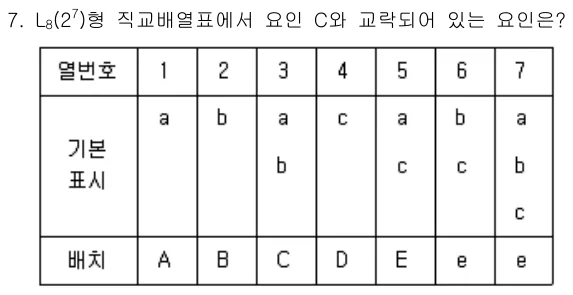 7. L₈(2⁷)형 직교배열표에서 요인 C와 교락되어 있는 요인은?
열번호 1 2 3 4 5 6 7
기본 표시 a b a b c a c b c a b c
배치 A B C D E e e